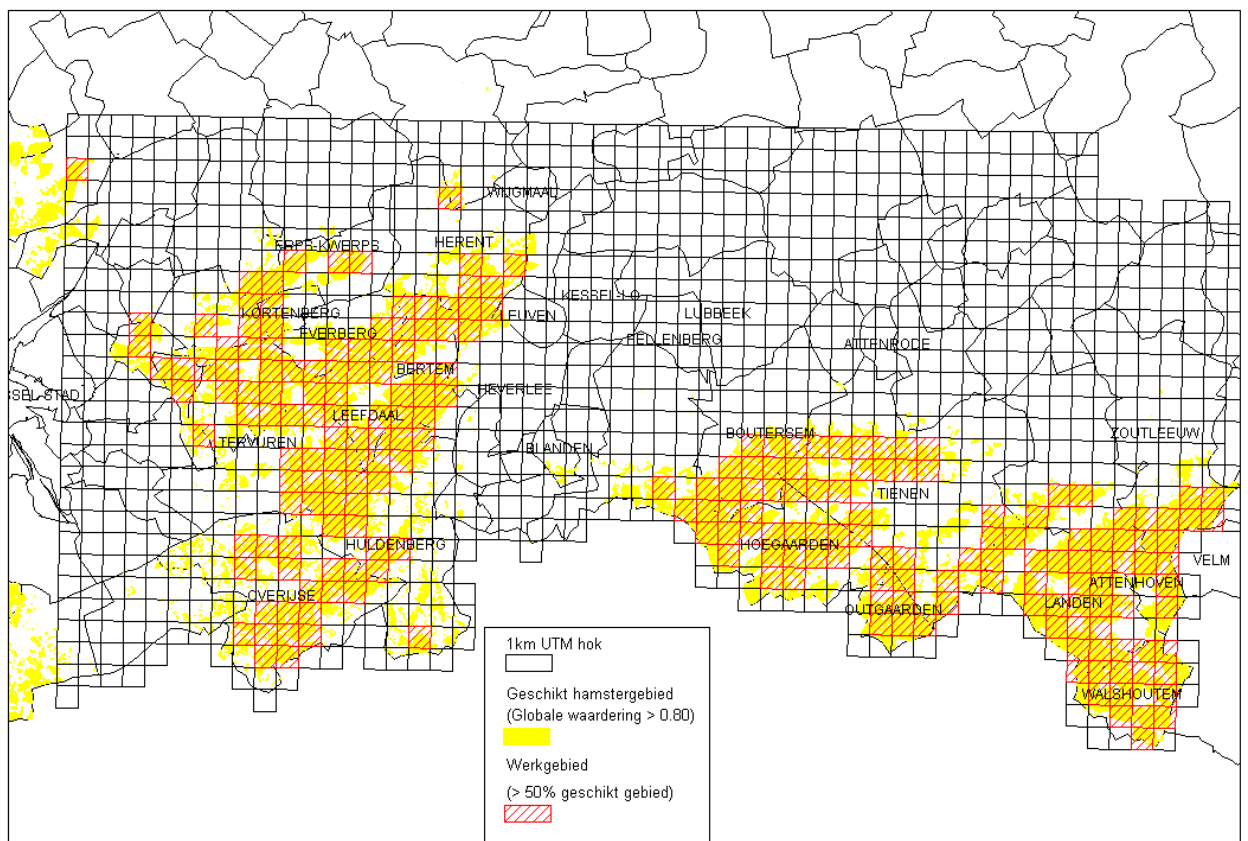 WIJGMAAL
ERPS-KWERPS
HERENT
KESSEL-LO
KORTENBERG
LEUVEN
LUBBEEK
EVERBERG
PELLENBERG
ATTENRODE
BERTEM
HEVERLEE
SSEL-STAD
LEEFDAAL
TERVUREN
BOUTERSEM
ZOUTLEEUW
BLANDEN
TIENEN
HULDENBERG
HOEGAARDEN
VELM
ATTENHOVEN
OVERIJSE
LANDEN
OUTGAARDEN
WALSHOUTEM
1km UTM hok
Geschikt hamstergebied
(Globale waardering > 0.80)
Werkgebied
(> 50% geschikt gebied)